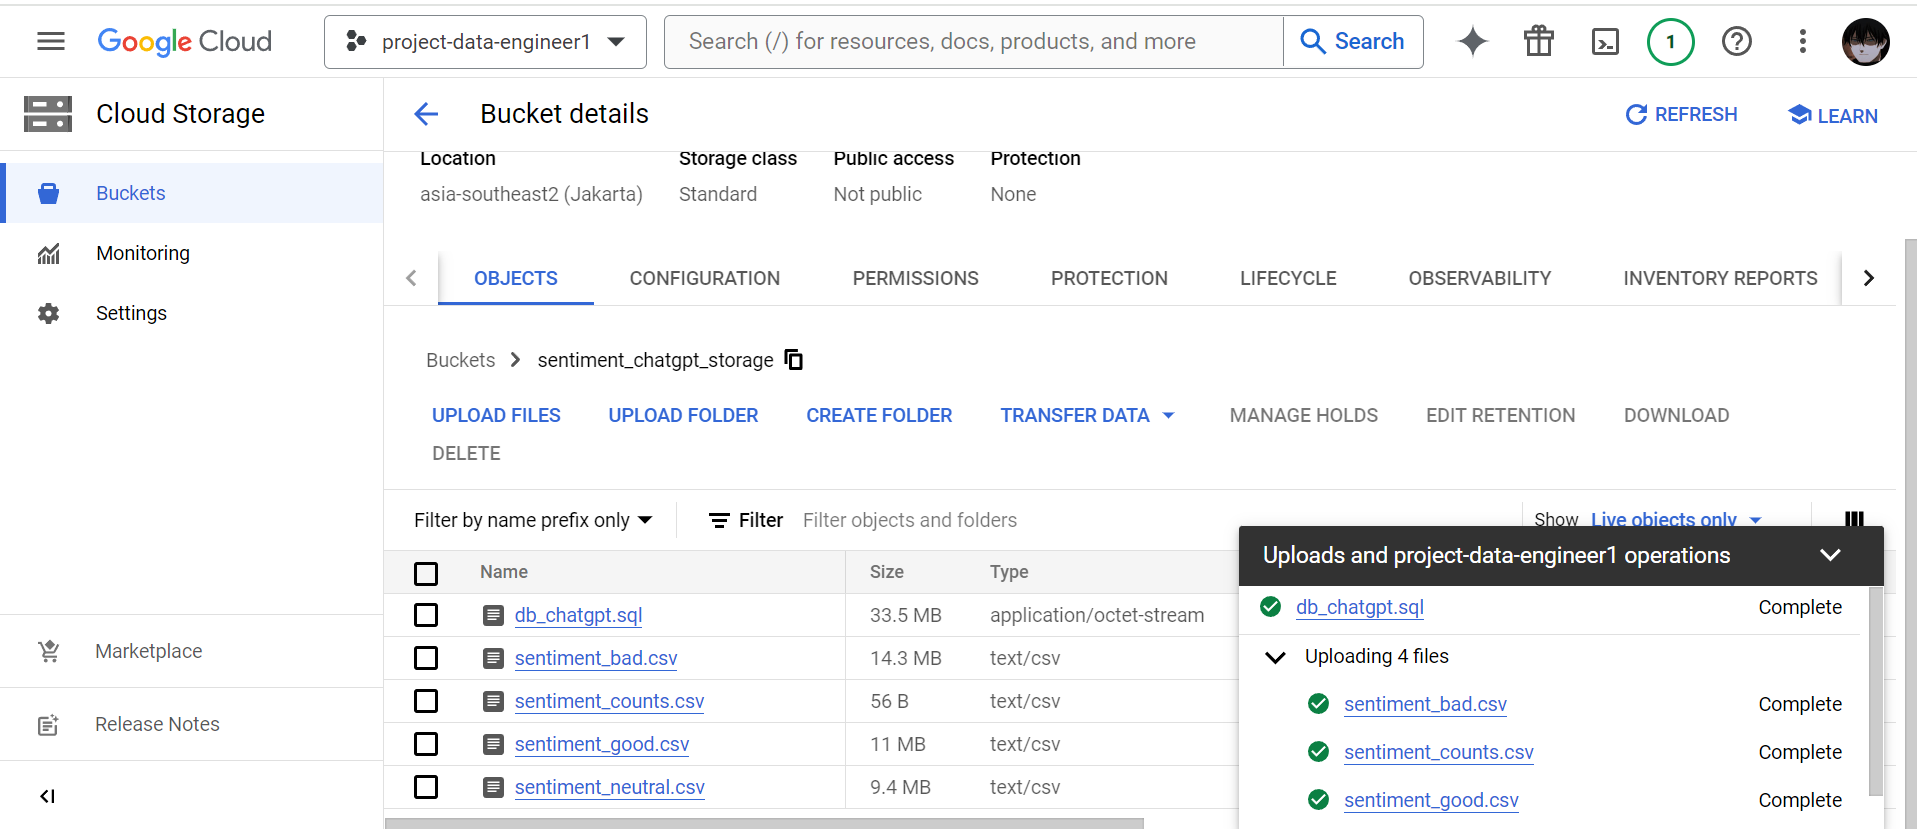 Google Cloud
project-data-engineer1
Search (/) for resources, docs, products, and more
Search
1
Cloud Storage
Bucket details
REFRESH
LEARN
Buckets
Monitoring
Settings
Marketplace
Release Notes
Location
Storage class
Public access
Protection
asia-southeast2 (Jakarta)
Standard
Not public
None
OBJECTS
CONFIGURATION
PERMISSIONS
PROTECTION
LIFECYCLE
OBSERVABILITY
INVENTORY REPORTS
Buckets
sentiment_chatgpt_storage
UPLOAD FILES
UPLOAD FOLDER
CREATE FOLDER
TRANSFER DATA
MANAGE HOLDS
EDIT RETENTION
DOWNLOAD
DELETE
Filter by name prefix only
Filter
Filter objects and folders
Show
Live objects only
Name Size Type
db_chatgpt.sql 33.5 MB application/octet-stream
sentiment_bad.csv 14.3 MB text/csv
sentiment_counts.csv 56 B text/csv
sentiment_good.csv 11 MB text/csv
sentiment_neutral.csv 9.4 MB text/csv
Uploads and project-data-engineer1 operations
db_chatgpt.sql Complete
Uploading 4 files
sentiment_bad.csv Complete
sentiment_counts.csv Complete
sentiment_good.csv Complete